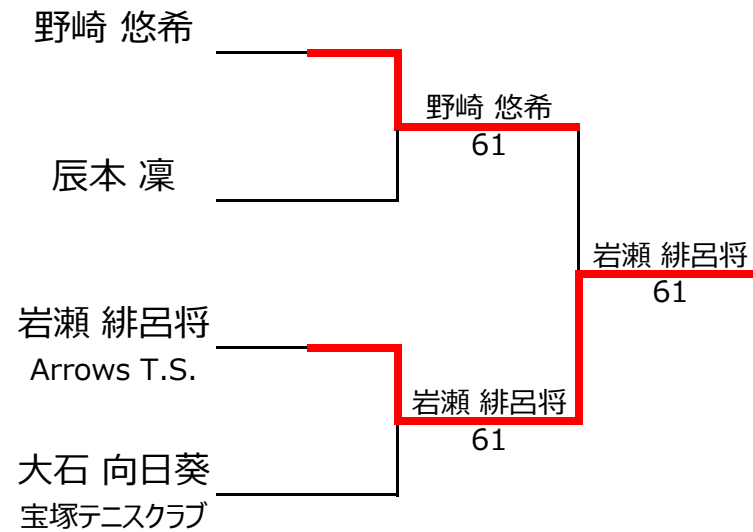 野崎 悠希
野崎 悠希
61
辰本 凜
岩瀬 緋呂将
61
岩瀬 緋呂将
Arrows T.S.
岩瀬 緋呂将
61
大石 向日葵
宝塚テニスクラブ